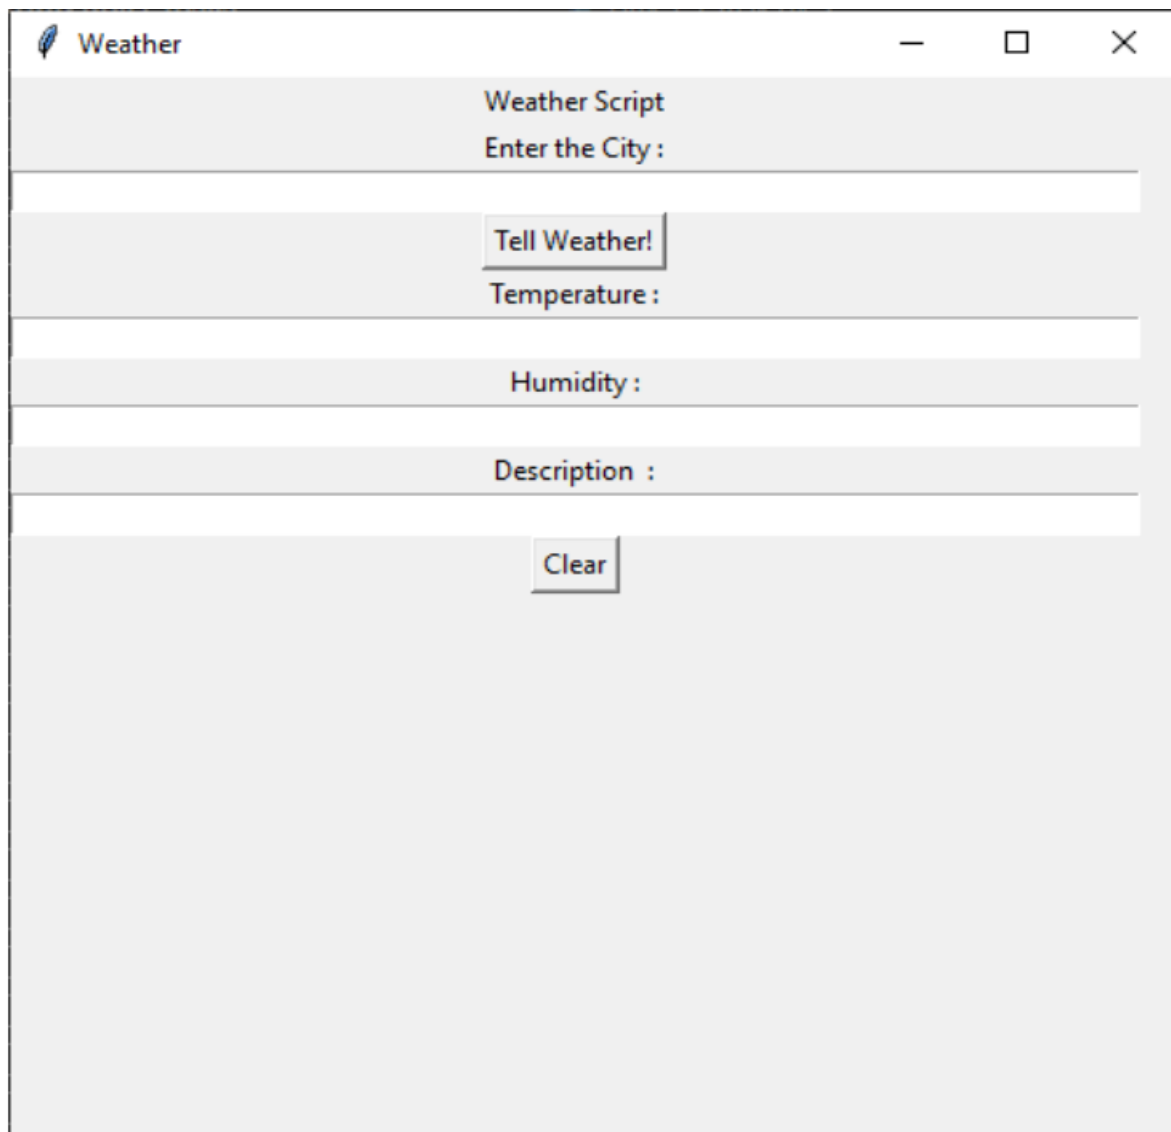 Weather
Weather Script
Enter the City :
Tell Weather!
Temperature :
Humidity :
Description  :
Clear